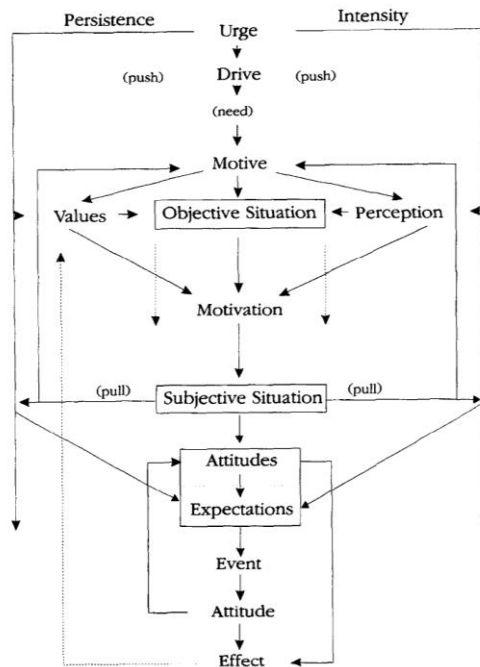 Persistence Urge Intensity
(push) Drive (push)
(need)
Motive
Values Objective Situation Perception
Motivation
(pull) Subjective Situation (pull)
Attitudes
Expectations
Event
Attitude
Effect